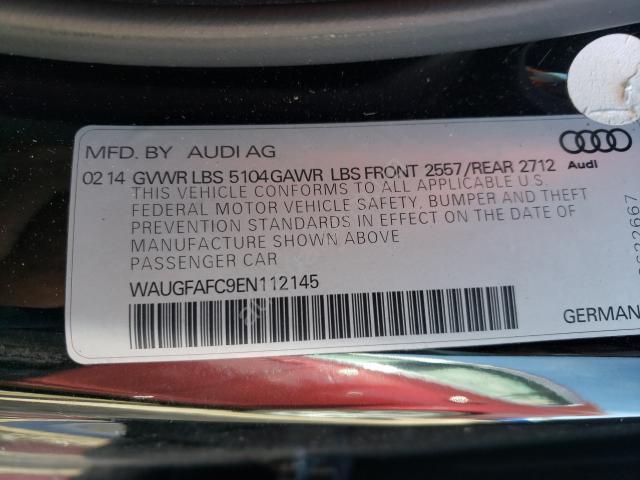 MFD. BY AUDI AG
02 14 GVWR LBS 5104 GAWR LBS FRONT 2557/REAR 2712
Audi
THIS VEHICLE CONFORMS TO ALL APPLICABLE U.S.
FEDERAL MOTOR VEHICLE SAFETY, BUMPER AND THEFT
PREVENTION STANDARDS IN EFFECT ON THE DATE OF
MANUFACTURE SHOWN ABOVE
PASSENGER CAR
WAUGFAFC9EN112145
GERMAN